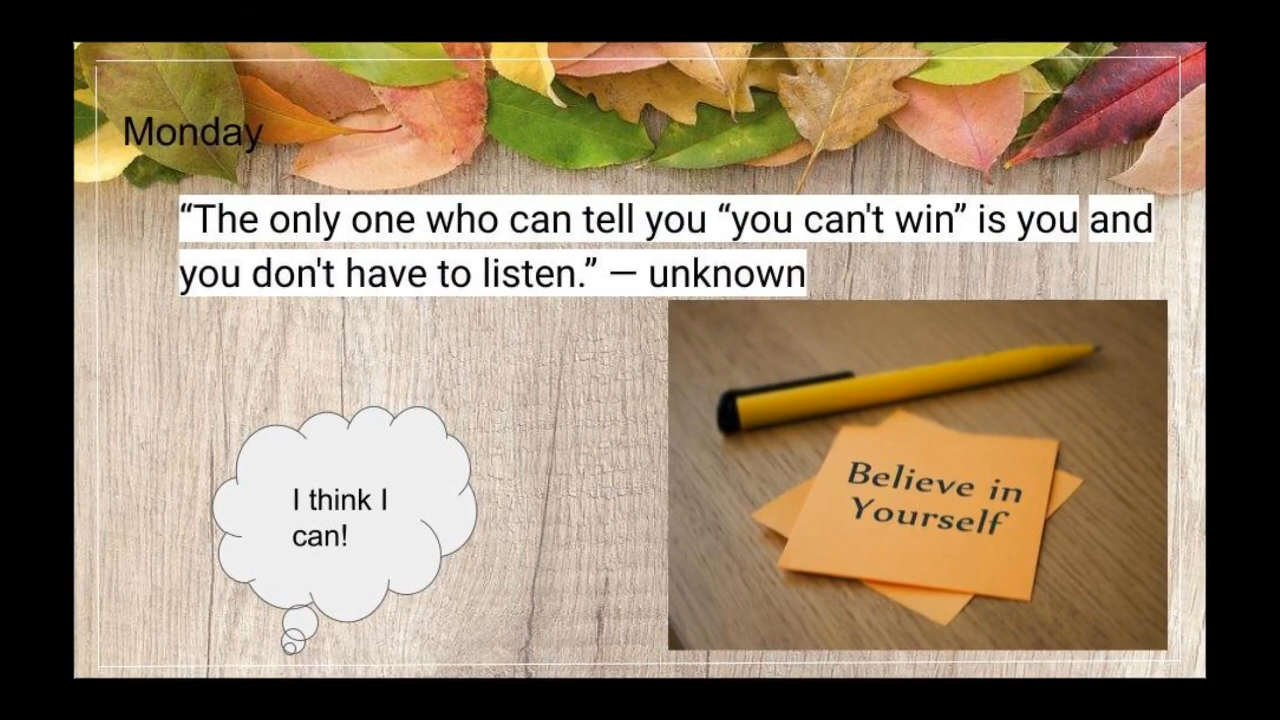 Monday
“The only one who can tell you “you can't win” is you and
you don't have to listen.” — unknown
I think I
can!
Believe in
Yourself